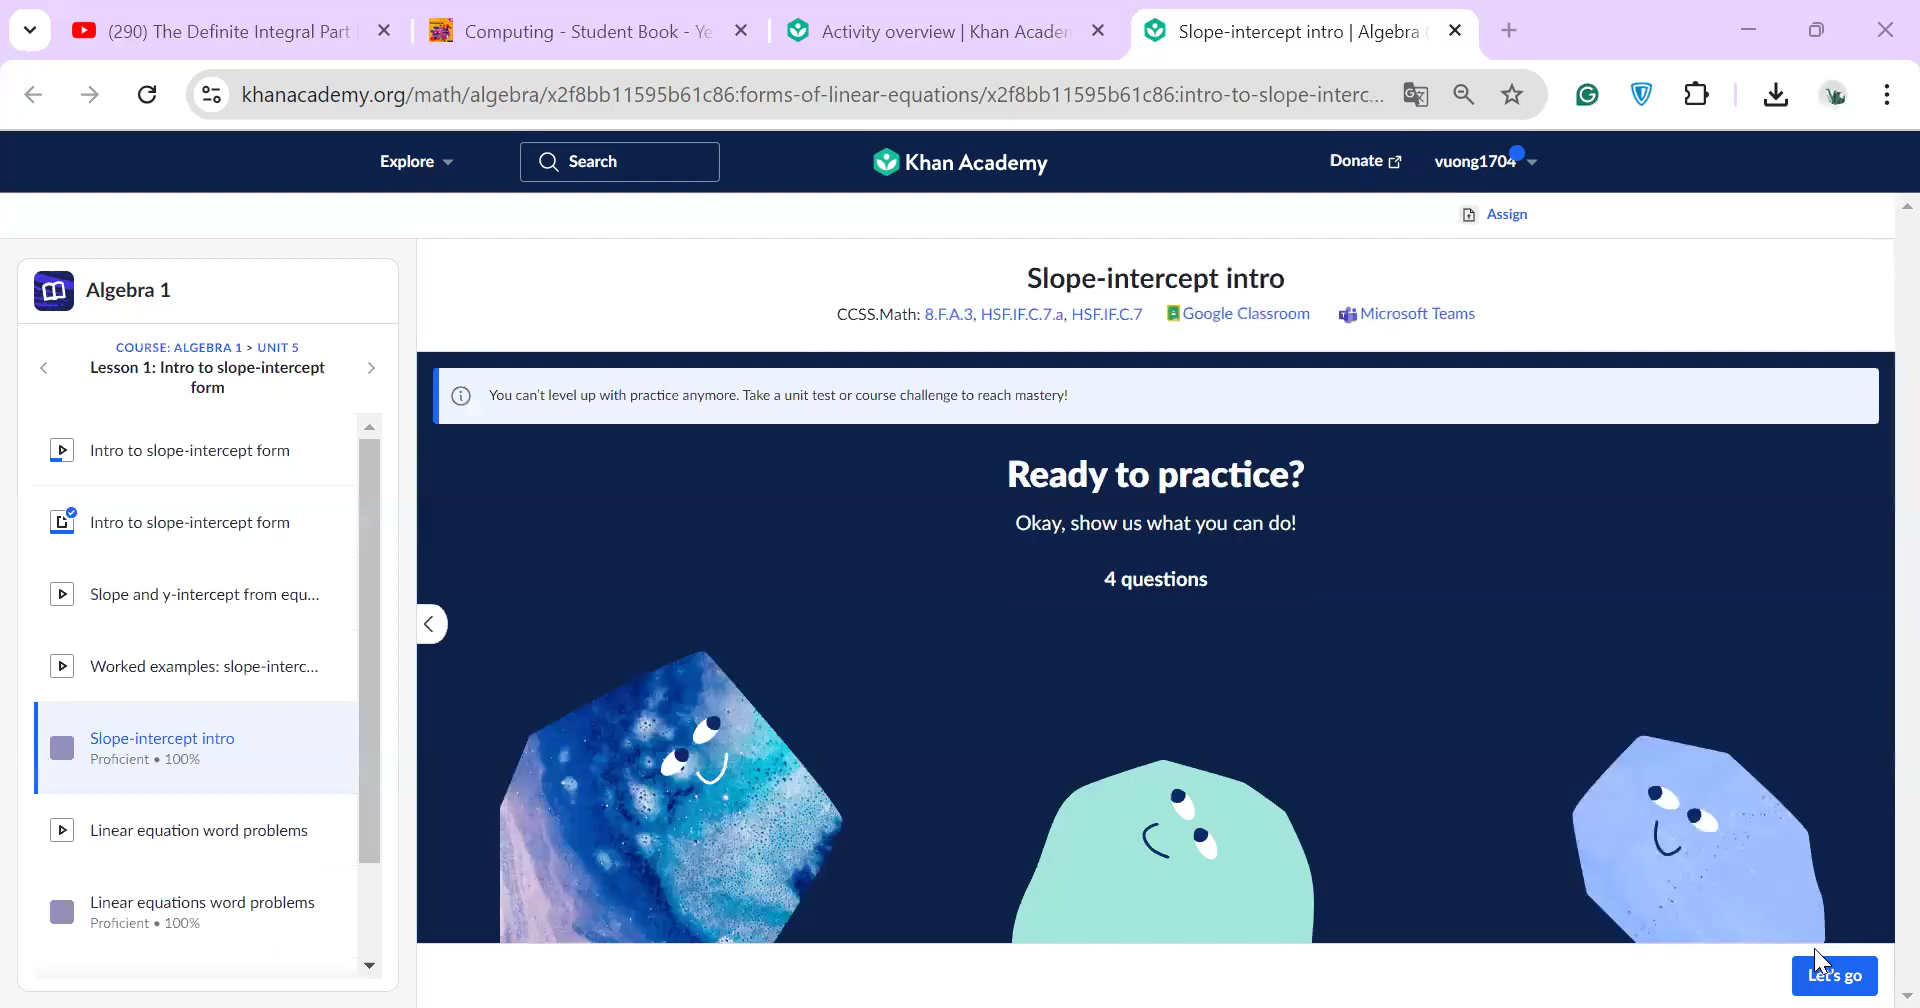 (290) The Definite Integral Part
Computing - Student Book - Ye
Activity overview | Khan Academ
Slope-intercept intro | Algebra
khanacademy.org/math/algebra/x2f8bb11595b61c86:forms-of-linear-equations/x2f8bb11595b61c86:intro-to-slope-interc...
Explore
Search
Khan Academy
Donate
vuong1704
Assign
Algebra 1
COURSE: ALGEBRA 1 > UNIT 5
Lesson 1: Intro to slope-intercept
form
Intro to slope-intercept form
Intro to slope-intercept form
Slope and y-intercept from equ...
Worked examples: slope-interc...
Slope-intercept intro
Proficient • 100%
Linear equation word problems
Linear equations word problems
Proficient • 100%
Slope-intercept intro
CCSS.Math: 8.F.A.3, HSF.IF.C.7.a, HSF.IF.C.7 Google Classroom Microsoft Teams
You can't level up with practice anymore. Take a unit test or course challenge to reach mastery!
Ready to practice?
Okay, show us what you can do!
4 questions
Let's go